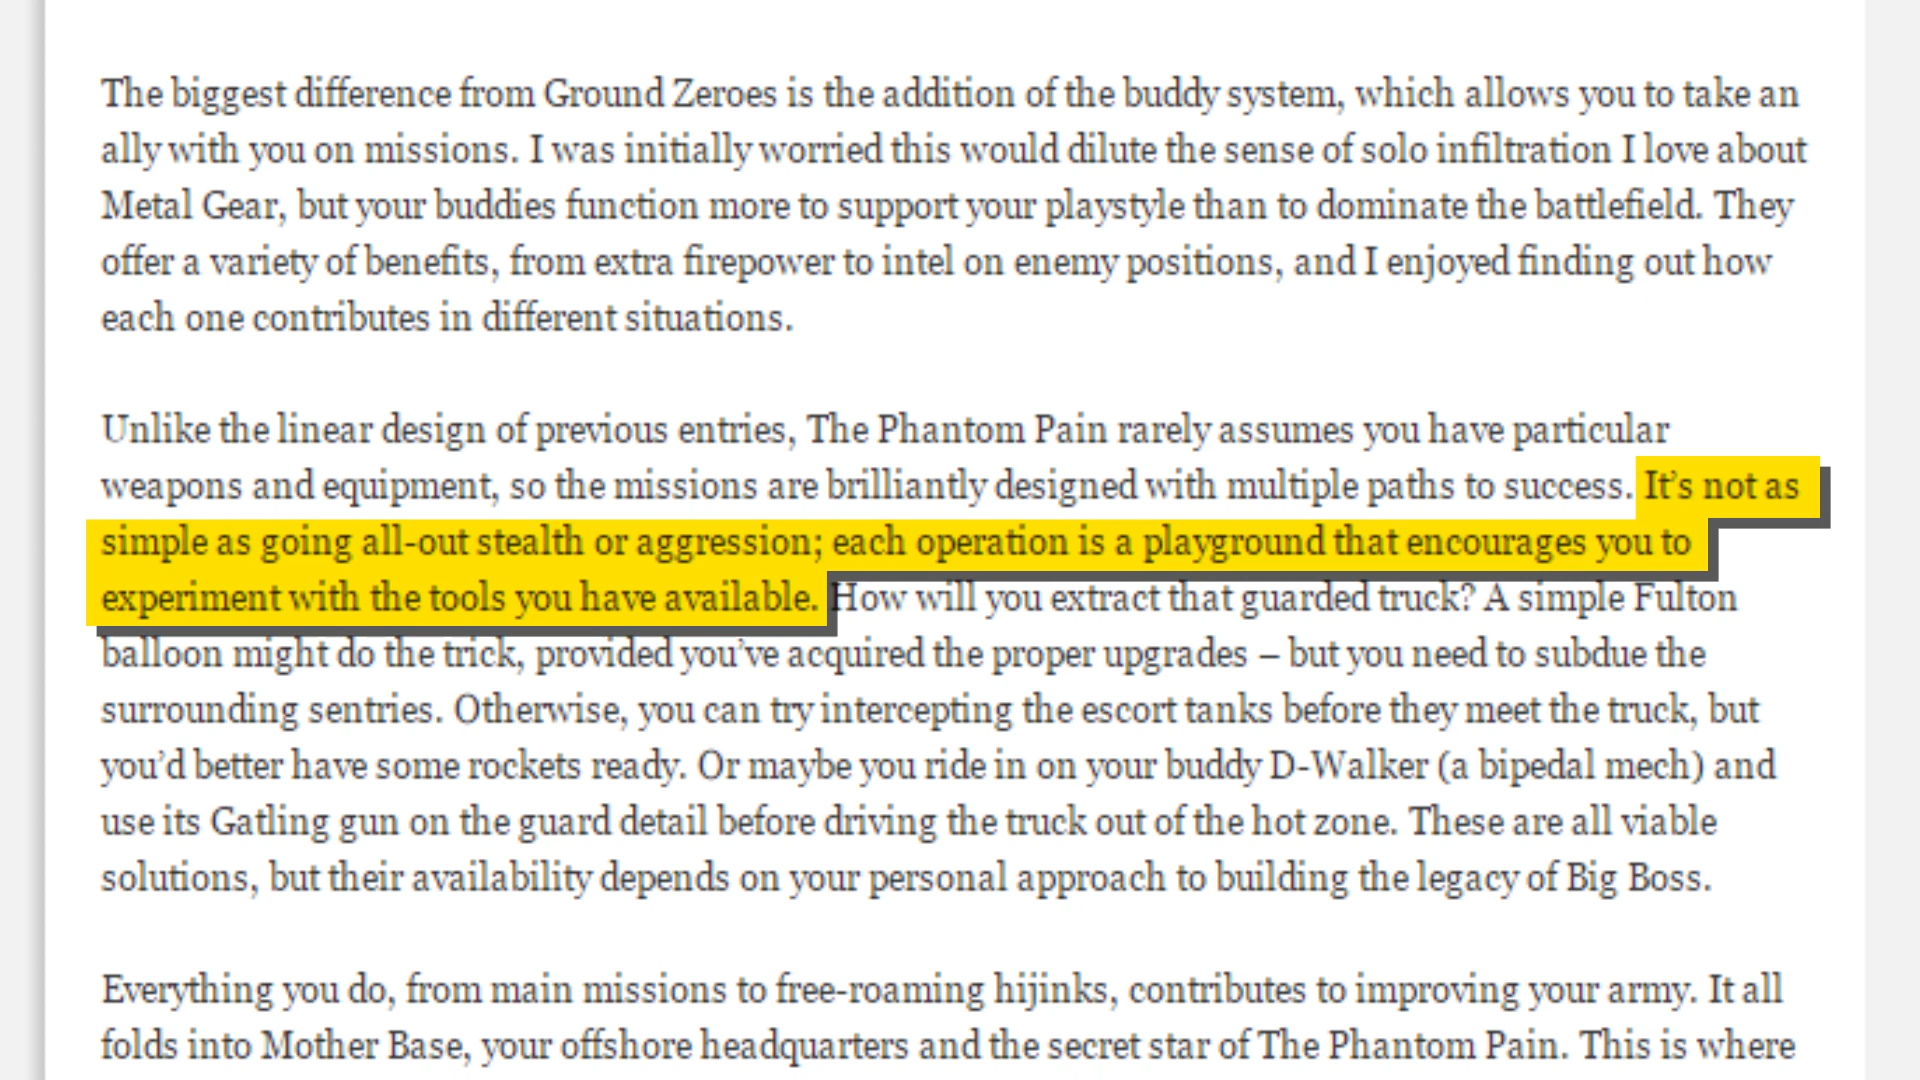 The biggest difference from Ground Zeroes is the addition of the buddy system, which allows you to take an
ally with you on missions. I was initially worried this would dilute the sense of solo infiltration I love about
Metal Gear, but your buddies function more to support your playstyle than to dominate the battlefield. They
offer a variety of benefits, from extra firepower to intel on enemy positions, and I enjoyed finding out how
each one contributes in different situations.
Unlike the linear design of previous entries, The Phantom Pain rarely assumes you have particular
weapons and equipment, so the missions are brilliantly designed with multiple paths to success. It’s not as
simple as going all-out stealth or aggression; each operation is a playground that encourages you to
experiment with the tools you have available. How will you extract that guarded truck? A simple Fulton
balloon might do the trick, provided you’ve acquired the proper upgrades – but you need to subdue the
surrounding sentries. Otherwise, you can try intercepting the escort tanks before they meet the truck, but
you’d better have some rockets ready. Or maybe you ride in on your buddy D-Walker (a bipedal mech) and
use its Gatling gun on the guard detail before driving the truck out of the hot zone. These are all viable
solutions, but their availability depends on your personal approach to building the legacy of Big Boss.
Everything you do, from main missions to free-roaming hijinks, contributes to improving your army. It all
folds into Mother Base, your offshore headquarters and the secret star of The Phantom Pain. This is where